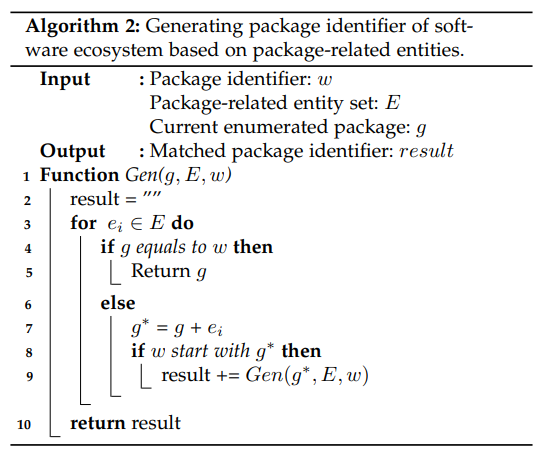 Algorithm 2: Generating package identifier of soft-
ware ecosystem based on package-related entities.
Input : Package identifier: w
Package-related entity set: E
Current enumerated package: g
Output : Matched package identifier: result
1 Function Gen(g, E, w)
2 result = ""
3 for e_i ∈ E do
4 if g equals to w then
5 Return g
6 else
7 g* = g + e_i
8 if w start with g* then
9 result += Gen(g*, E, w)
10 return result